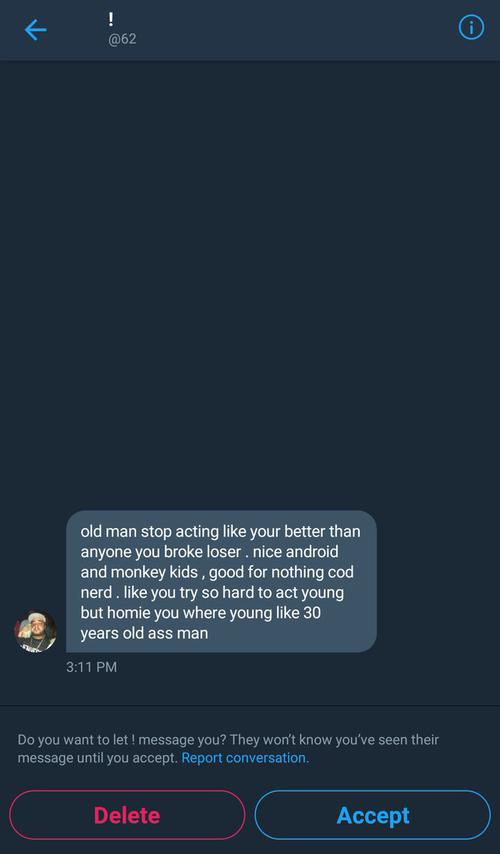 !
@62
old man stop acting like your better than
anyone you broke loser . nice android
and monkey kids , good for nothing cod
nerd . like you try so hard to act young
but homie you where young like 30
years old ass man
3:11 PM
Do you want to let ! message you? They won't know you've seen their
message until you accept. Report conversation.
Delete
Accept